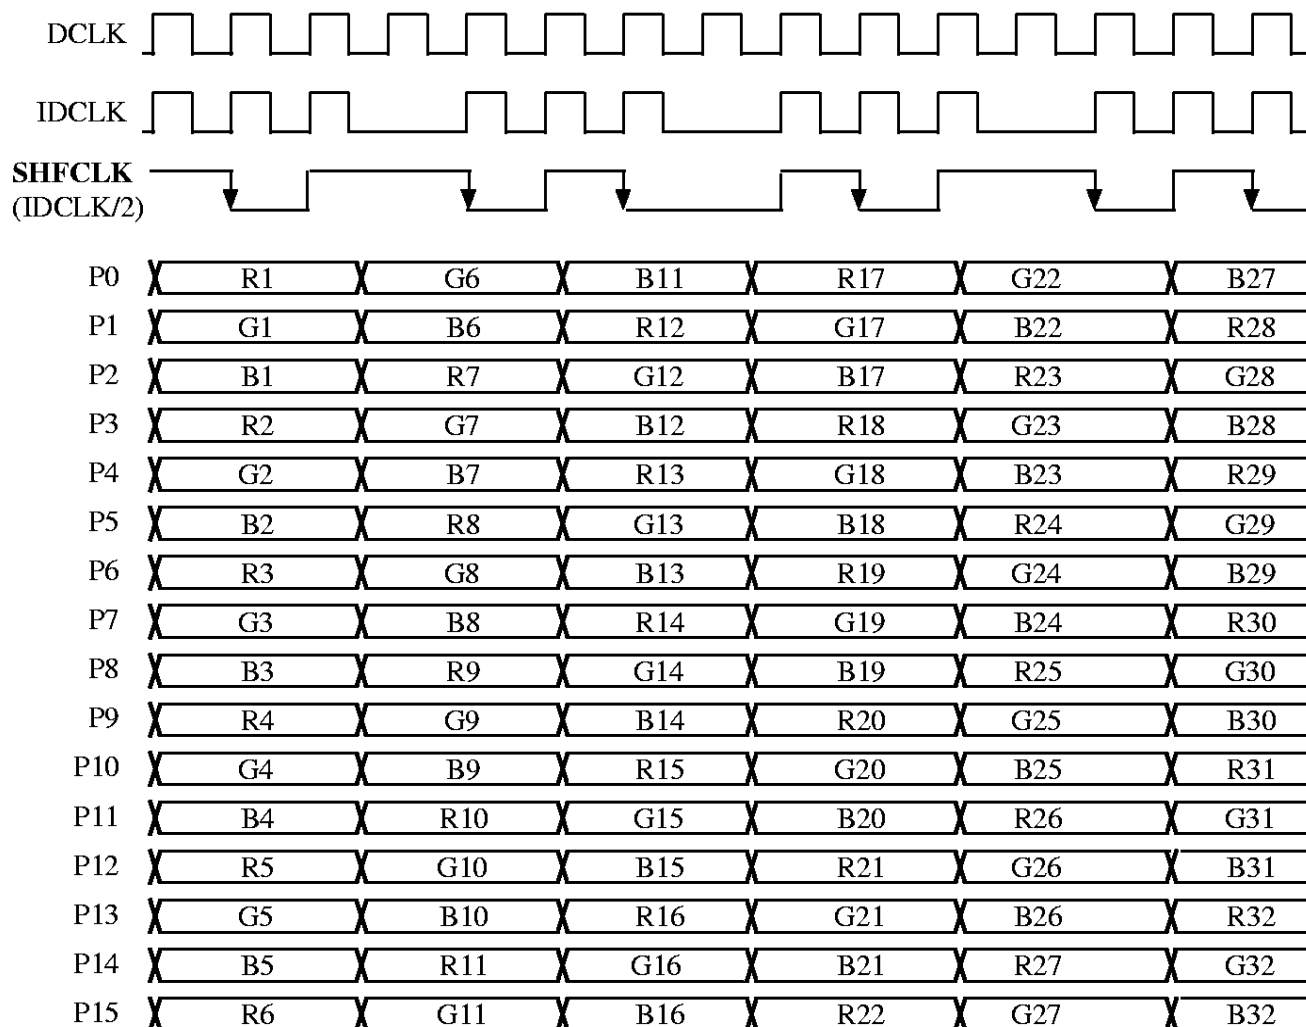 DCLK
IDCLK
SHFCLK
(IDCLK/2)
P0 R1 G6 B11 R17 G22 B27
P1 G1 B6 R12 G17 B22 R28
P2 B1 R7 G12 B17 R23 G28
P3 R2 G7 B12 R18 G23 B28
P4 G2 B7 R13 G18 B23 R29
P5 B2 R8 G13 B18 R24 G29
P6 R3 G8 B13 R19 G24 B29
P7 G3 B8 R14 G19 B24 R30
P8 B3 R9 G14 B19 R25 G30
P9 R4 G9 B14 R20 G25 B30
P10 G4 B9 R15 G20 B25 R31
P11 B4 R10 G15 B20 R26 G31
P12 R5 G10 B15 R21 G26 B31
P13 G5 B10 R16 G21 B26 R32
P14 B5 R11 G16 B21 R27 G32
P15 R6 G11 B16 R22 G27 B32